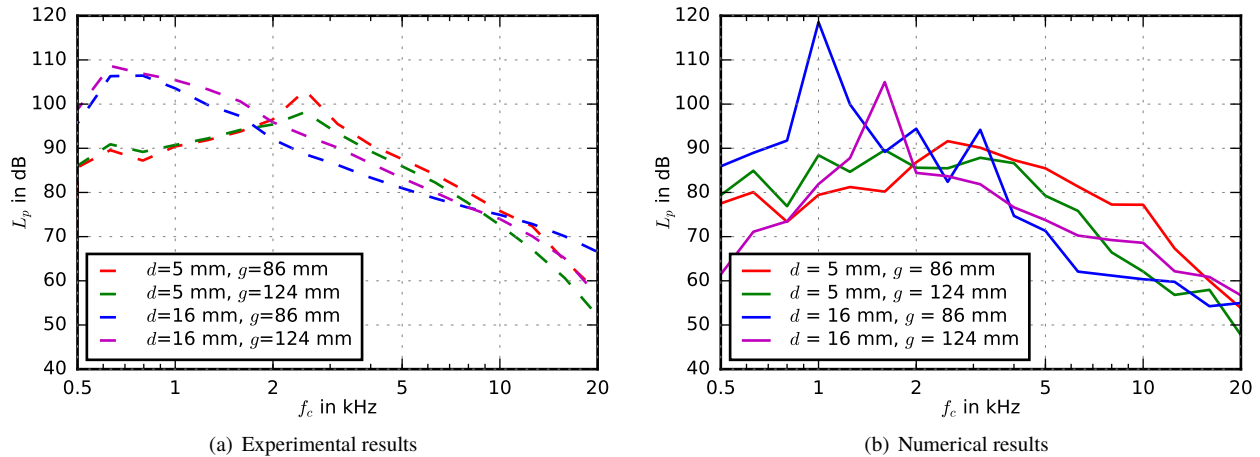 120
110
100
90
80
70
60
50
40
L_p in dB
d=5 mm, g=86 mm
d=5 mm, g=124 mm
d=16 mm, g=86 mm
d=16 mm, g=124 mm
0.5 1 2 5 10 20
f_c in kHz
(a) Experimental results
120
110
100
90
80
70
60
50
40
L_p in dB
d = 5 mm, g = 86 mm
d = 5 mm, g = 124 mm
d = 16 mm, g = 86 mm
d = 16 mm, g = 124 mm
0.5 1 2 5 10 20
f_c in kHz
(b) Numerical results